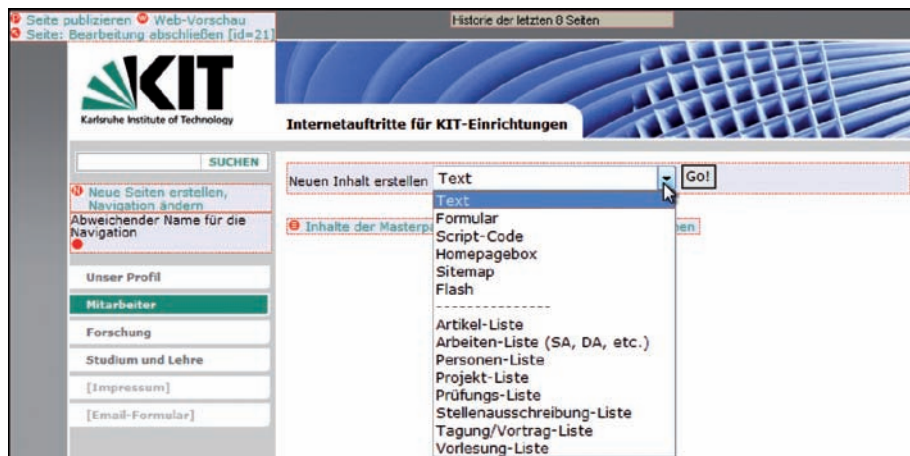 Seite publizieren Web-Vorschau
Seite: Bearbeitung abschließen [id=21]
Historie der letzten 8 Seiten
KIT
Karlsruhe Institute of Technology
Internetauftritte für KIT-Einrichtungen
SUCHEN
Neuen Inhalt erstellen Text Go!
Neue Seiten erstellen,
Navigation ändern
Abweichender Name für die
Navigation
Inhalte der
Text
Formular
Script-Code
Homepagebox
Sitemap
Flash
---------------
Artikel-Liste
Arbeiten-Liste (SA, DA, etc.)
Personen-Liste
Projekt-Liste
Prüfungs-Liste
Stellenausschreibung-Liste
Tagung/Vortrag-Liste
Vorlesung-Liste
Unser Profil
Mitarbeiter
Forschung
Studium und Lehre
[Impressum]
[Email-Formular]